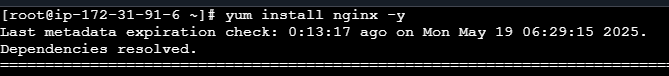 [root@ip-172-31-91-6 ~]# yum install nginx -y
Last metadata expiration check: 0:13:17 ago on Mon May 19 06:29:15 2025.
Dependencies resolved.
================================================================================